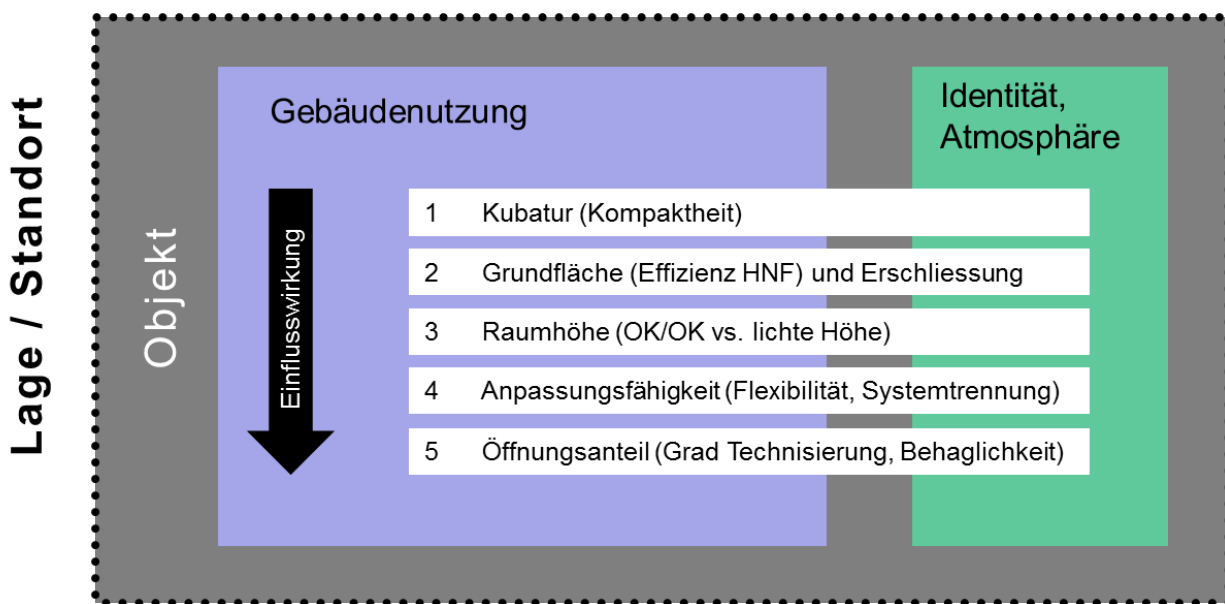 Lage / Standort
Objekt
Gebäudenutzung
Identität,
Atmosphäre
Einflusswirkung
1 Kubatur (Kompaktheit)
2 Grundfläche (Effizienz HNF) und Erschliessung
3 Raumhöhe (OK/OK vs. lichte Höhe)
4 Anpassungsfähigkeit (Flexibilität, Systemtrennung)
5 Öffnungsanteil (Grad Technisierung, Behaglichkeit)